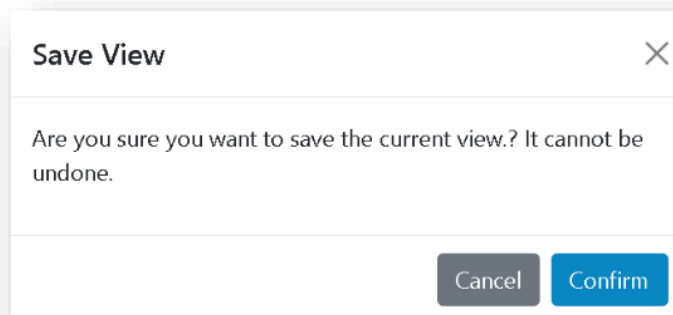 Save View
Are you sure you want to save the current view.? It cannot be
undone.
Cancel
Confirm